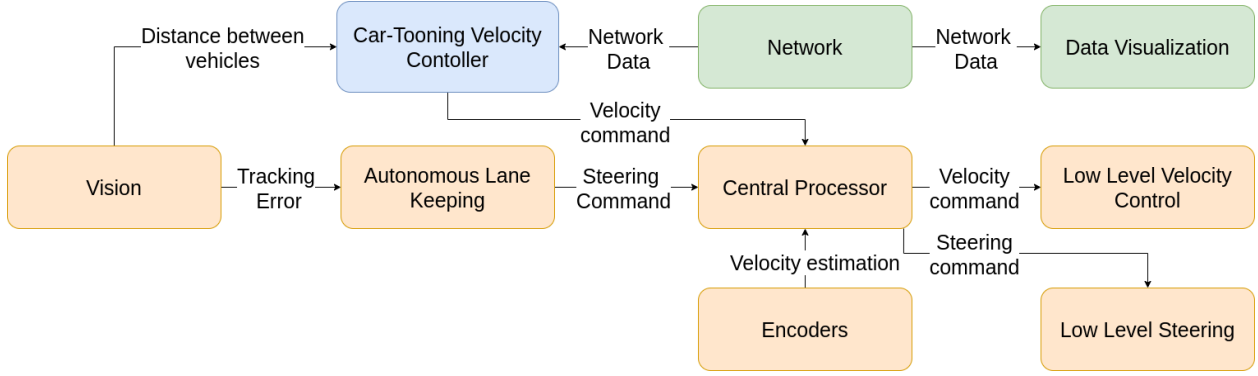 Distance between
vehicles
Car-Tooning Velocity
Contoller
Network
Data
Network
Network
Data
Data Visualization
Velocity
command
Vision
Tracking
Error
Autonomous Lane
Keeping
Steering
Command
Central Processor
Velocity
command
Low Level Velocity
Control
Steering
command
Velocity estimation
Encoders
Low Level Steering